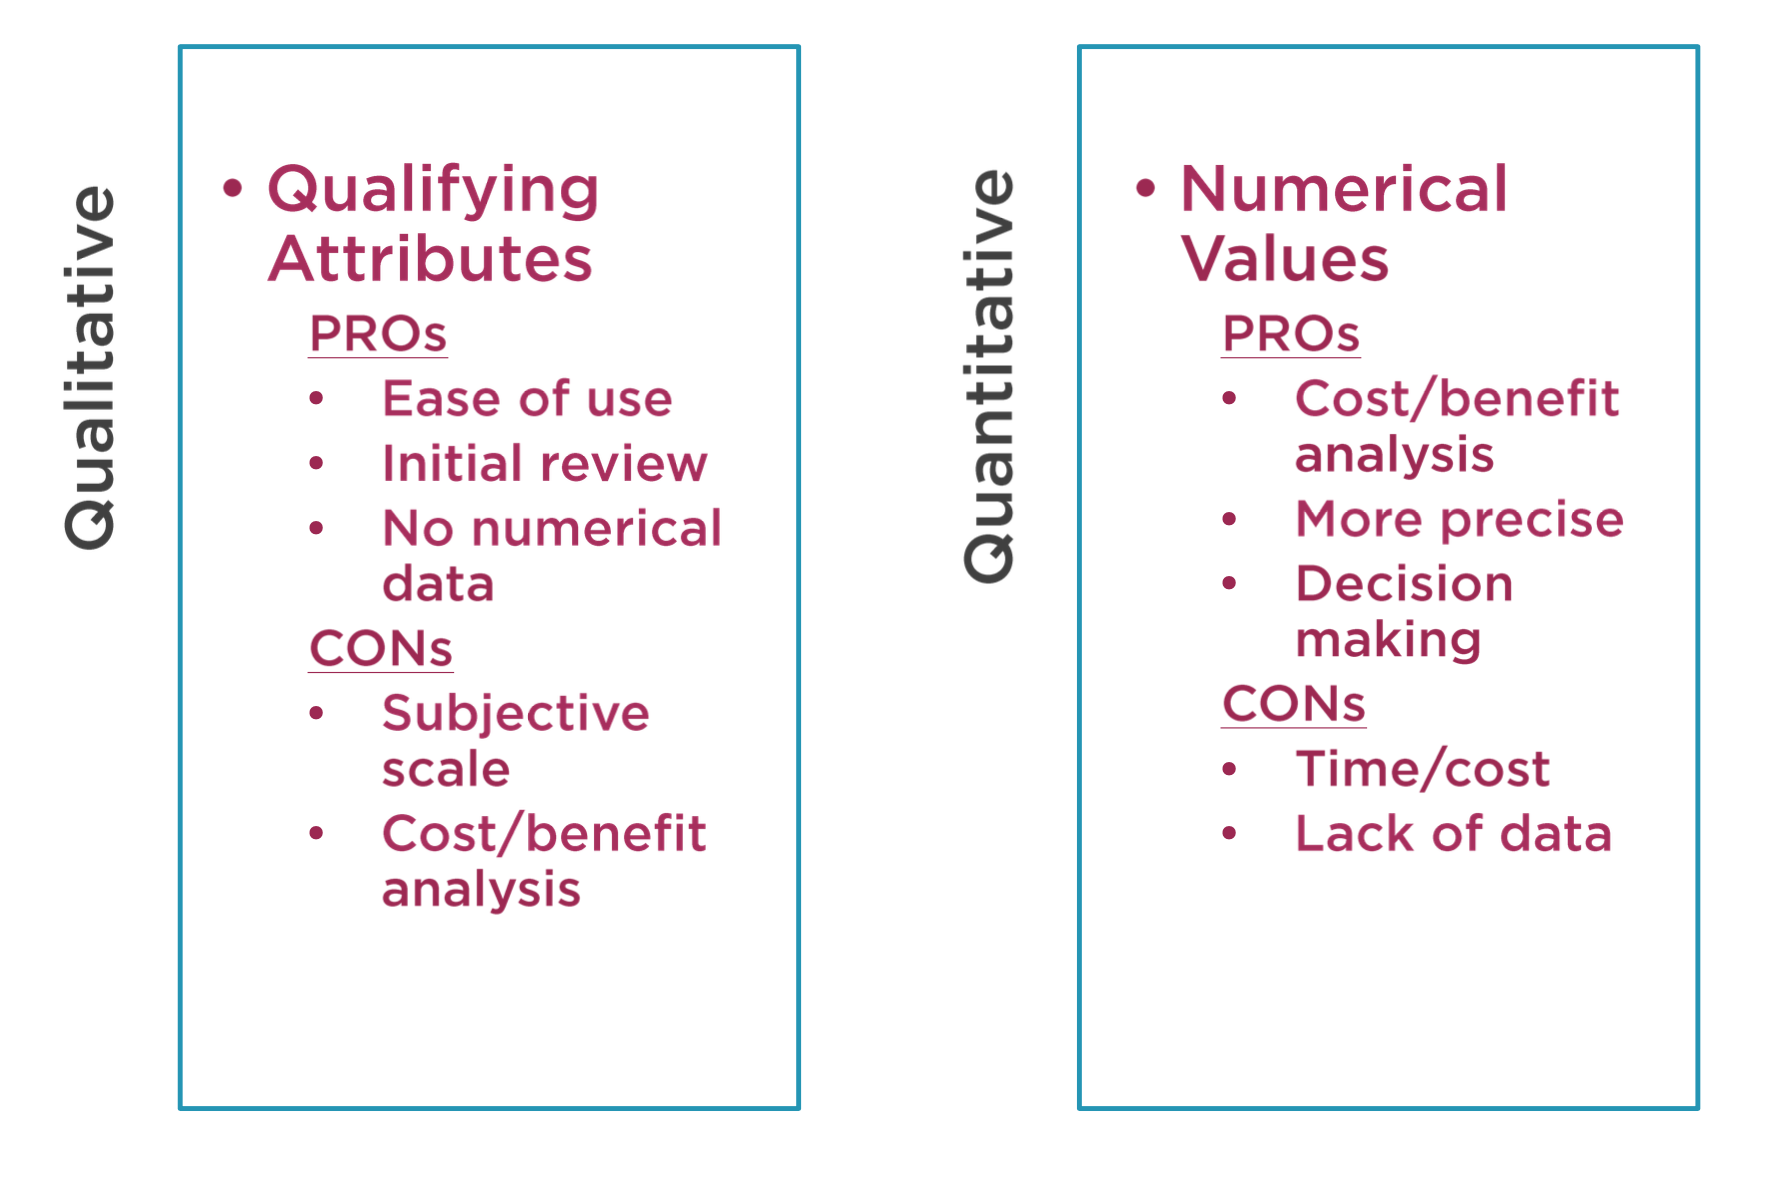 Qualitative
• Qualifying
Attributes
PROs
• Ease of use
• Initial review
• No numerical
data
CONs
• Subjective
scale
• Cost/benefit
analysis
Quantitative
• Numerical
Values
PROs
• Cost/benefit
analysis
• More precise
• Decision
making
CONs
• Time/cost
• Lack of data